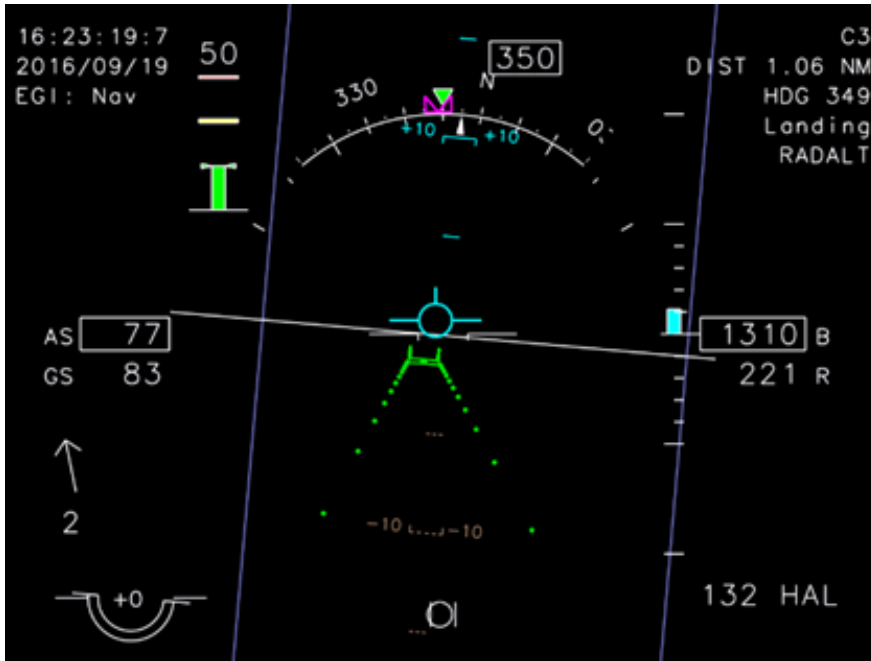 16:23:19:7
2016/09/19
EGI: Nav
50
350
C3
DIST 1.06 NM
HDG 349
Landing
RADALT
330
N
+10
+10
AS 77
GS 83
1310 B
221 R
-10
-10
2
+0
132 HAL